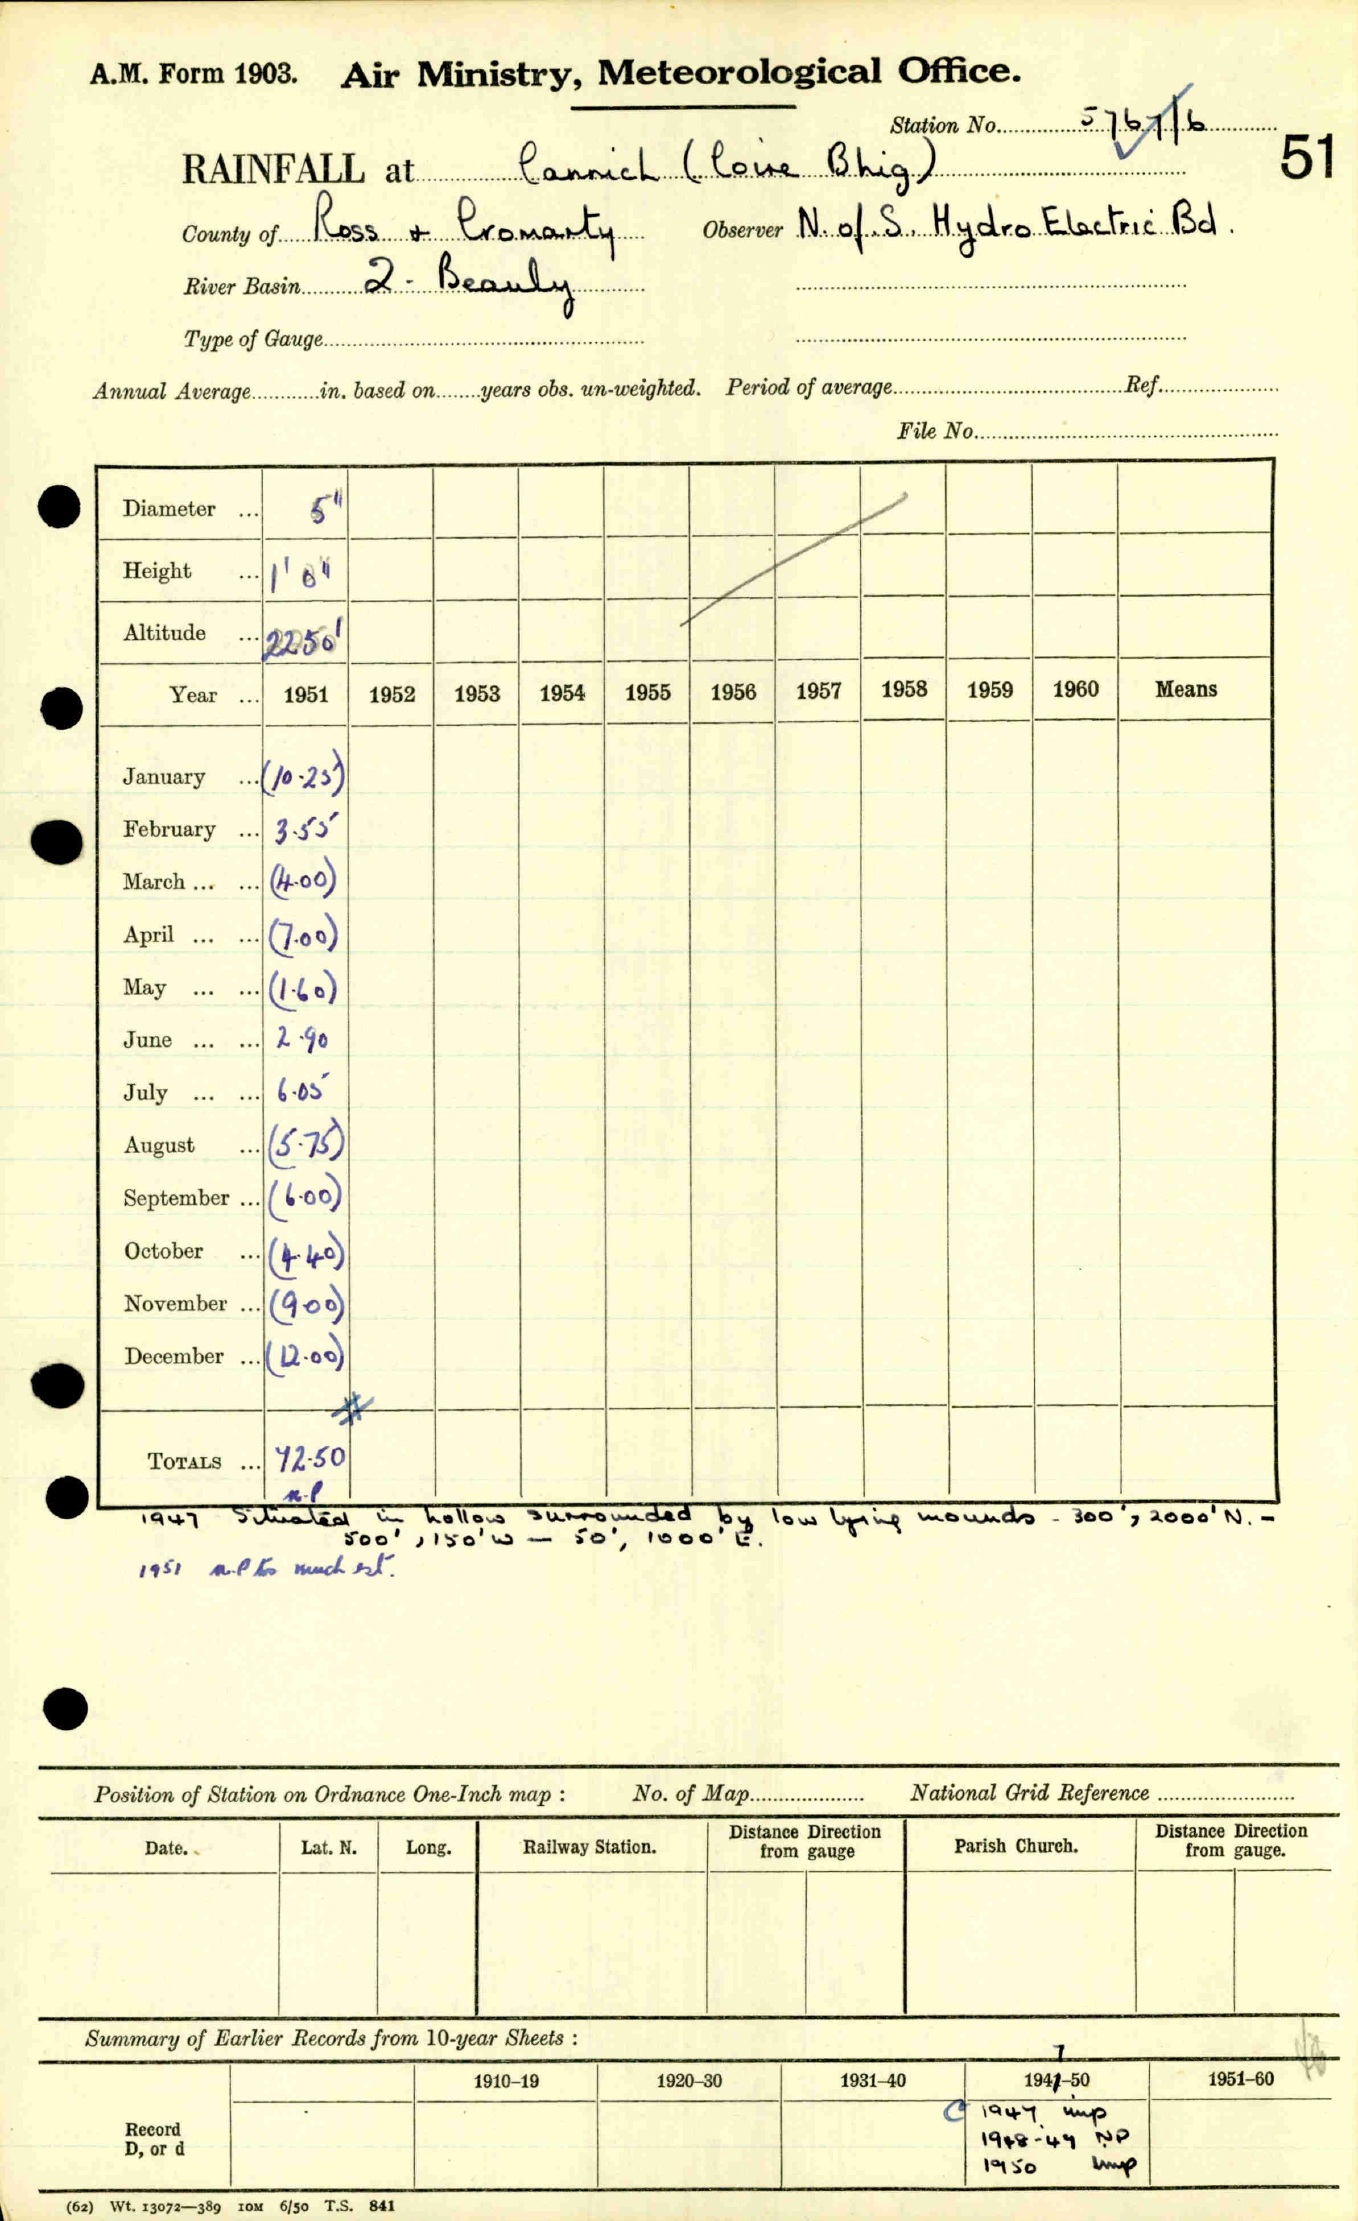 A.M. Form 1903. Air Ministry, Meteorological Office.
Station No. 5767/6
51
RAINFALL at Cannich (Coire Bhig)
County of Ross & Cromarty Observer N. of S. Hydro Electric Bd.
River Basin 2 - Beauly
Type of Gauge
Annual Average in. based on years obs. un-weighted. Period of average Ref.
File No.
Diameter ... 5"
Height ... 1' 0"
Altitude ... 2250'
Year ... 1951 1952 1953 1954 1955 1956 1957 1958 1959 1960 Means
January ... (10.25)
February ... 3.55
March ... ... (4.00)
April ... ... (7.00)
May ... ... (1.60)
June ... ... 2.90
July ... ... 6.05
August ... (5.75)
September ... (6.00)
October ... (4.40)
November ... (9.00)
December ... (12.00)
#
TOTALS ... 72.50
n.P
1947 Situated in hollow surrounded by low lying mounds - 300', 2000' N. -
500', 150' W - 50', 1000' E.
1951 n.P too much est.
Position of Station on Ordnance One-Inch map : No. of Map National Grid Reference
Date. Lat. N. Long. Railway Station. Distance Direction from gauge Parish Church. Distance Direction from gauge.
Summary of Earlier Records from 10-year Sheets :
7
1910–19 1920–30 1931–40 1941–50 1951–60
Record
D, or d
C 1947 imp
1948-49 NP
1950 imp
(62) Wt. 13072—389 10M 6/50 T.S. 841